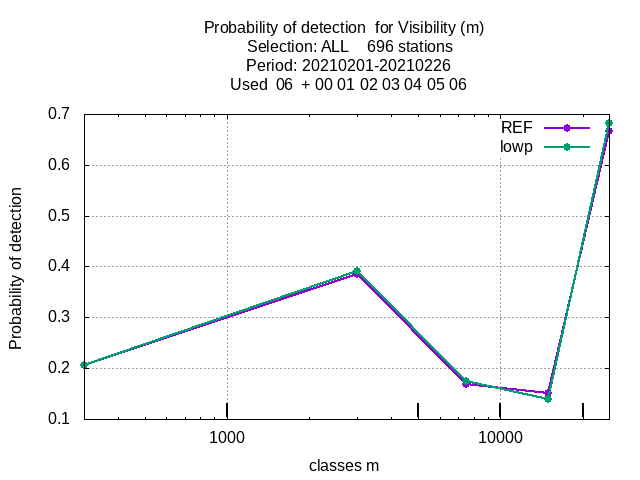 Probability of detection  for Visibility (m)
Selection: ALL    696 stations
Period: 20210201-20210226
Used  06  + 00 01 02 03 04 05 06
REF
lowp
0.7
0.6
0.5
0.4
0.3
0.2
0.1
Probability of detection
1000
10000
classes m